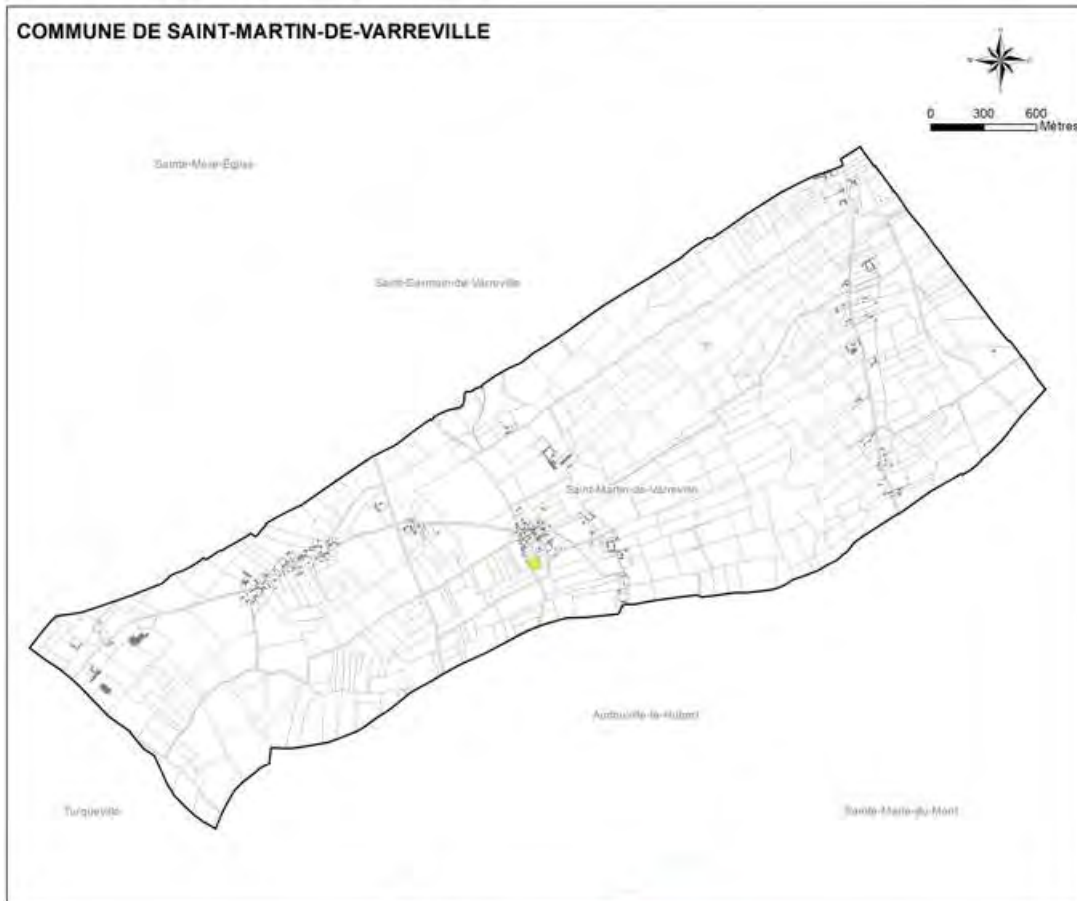 COMMUNE DE SAINT-MARTIN-DE-VARREVILLE
0 300 600
Mètres
Sainte-Mère-Église
Saint-Germain-de-Varreville
Saint-Martin-de-Varreville
Audouville-la-Hubert
Turqueville
Sainte-Marie-du-Mont